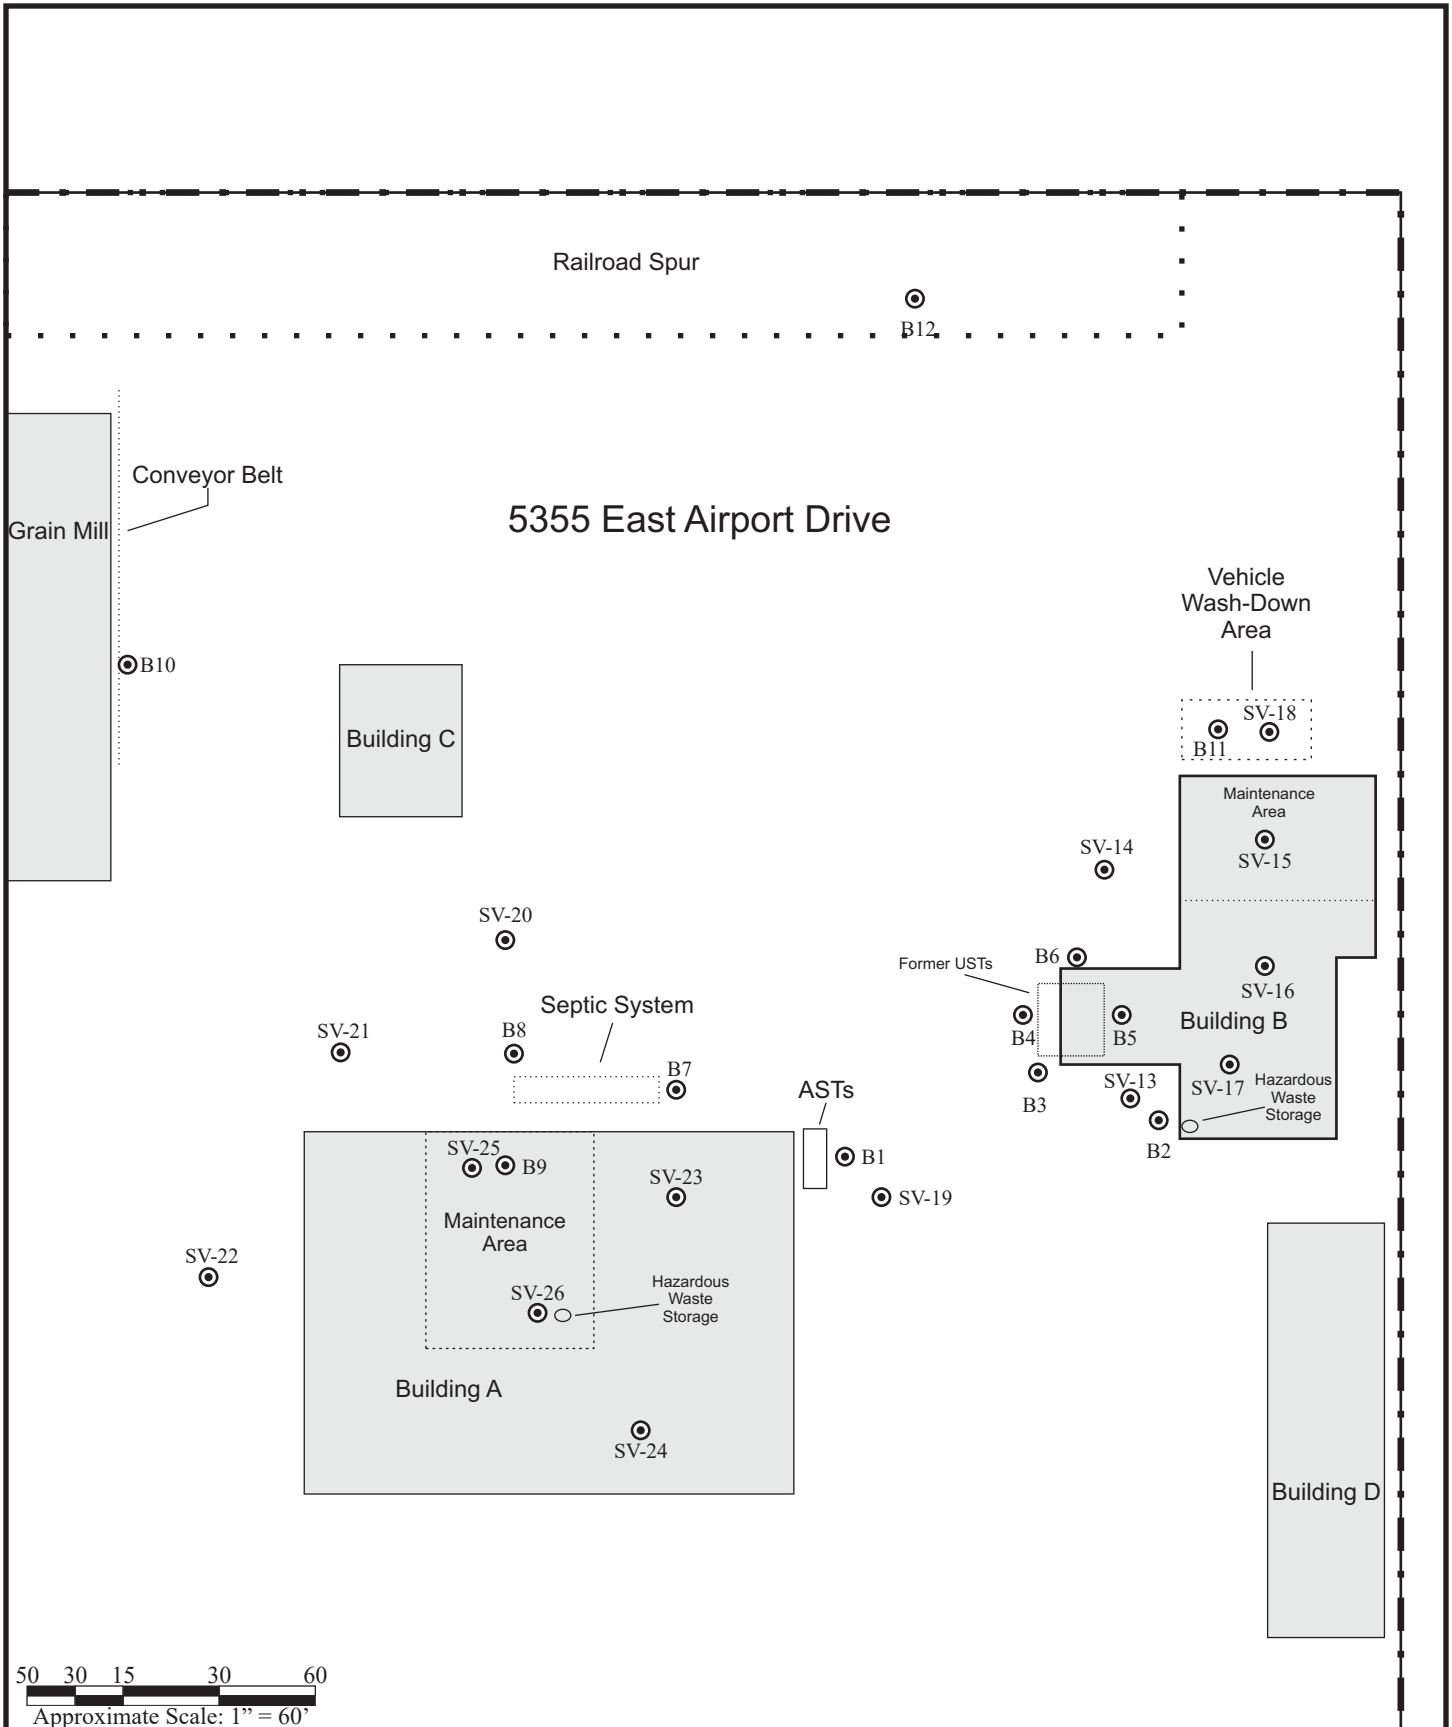 Railroad Spur
B12
Conveyor Belt
Grain Mill
5355 East Airport Drive
Vehicle
Wash-Down
Area
B10
SV-18
B11
Building C
Maintenance
Area
SV-15
SV-14
SV-20
B6
Former USTs
SV-16
Septic System
Building B
SV-21
B8
B4
B5
B7
SV-13
SV-17
Hazardous
Waste
Storage
ASTs
B3
B2
SV-25
B9
B1
SV-23
SV-19
Maintenance
Area
SV-22
SV-26
Hazardous
Waste
Storage
Building A
SV-24
Building D
50 30 15 30 60
Approximate Scale: 1” = 60’